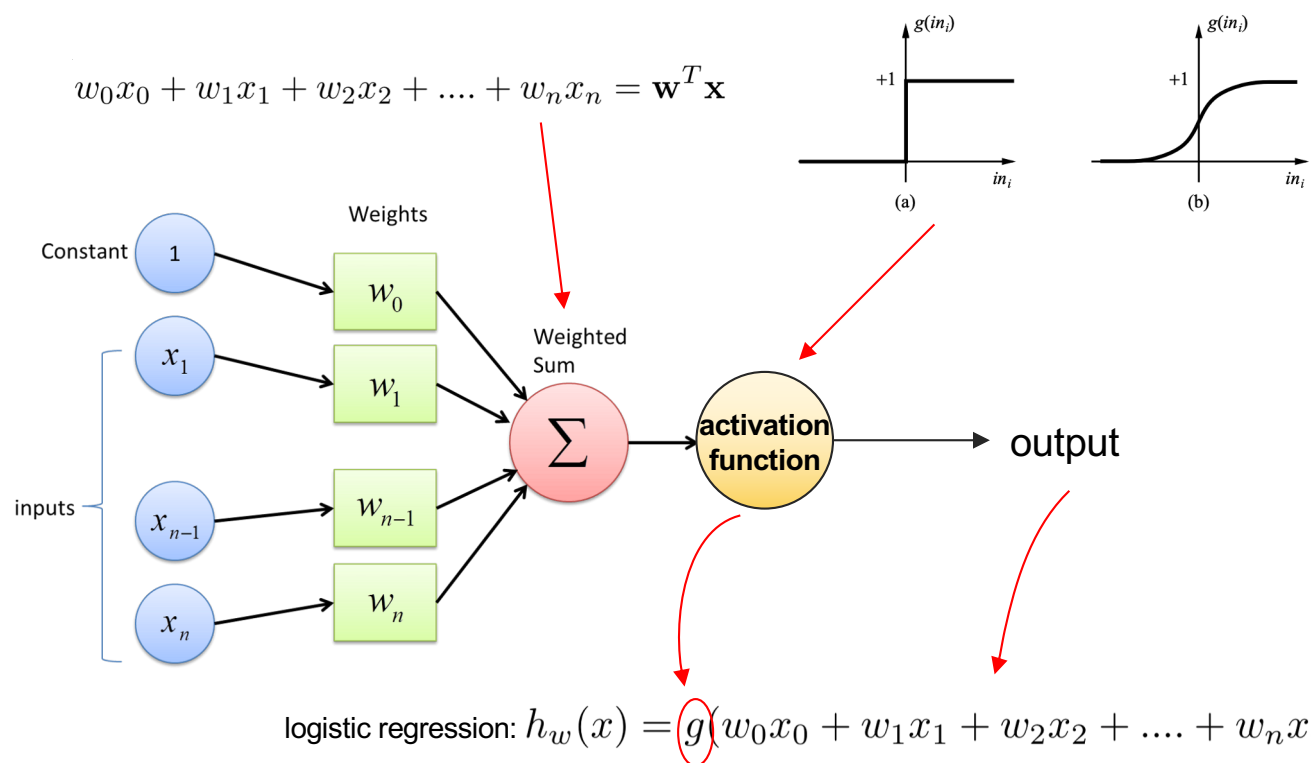 g(in_i)
+1
in_i
(a)
g(in_i)
+1
in_i
(b)
w_0x_0 + w_1x_1 + w_2x_2 + .... + w_nx_n = w^T x
Weights
Constant
1
w_0
x_1
w_1
Weighted
Sum
Σ
activation
function
output
inputs
x_{n-1}
w_{n-1}
x_n
w_n
logistic regression: h_w(x) = g(w_0x_0 + w_1x_1 + w_2x_2 + .... + w_nx